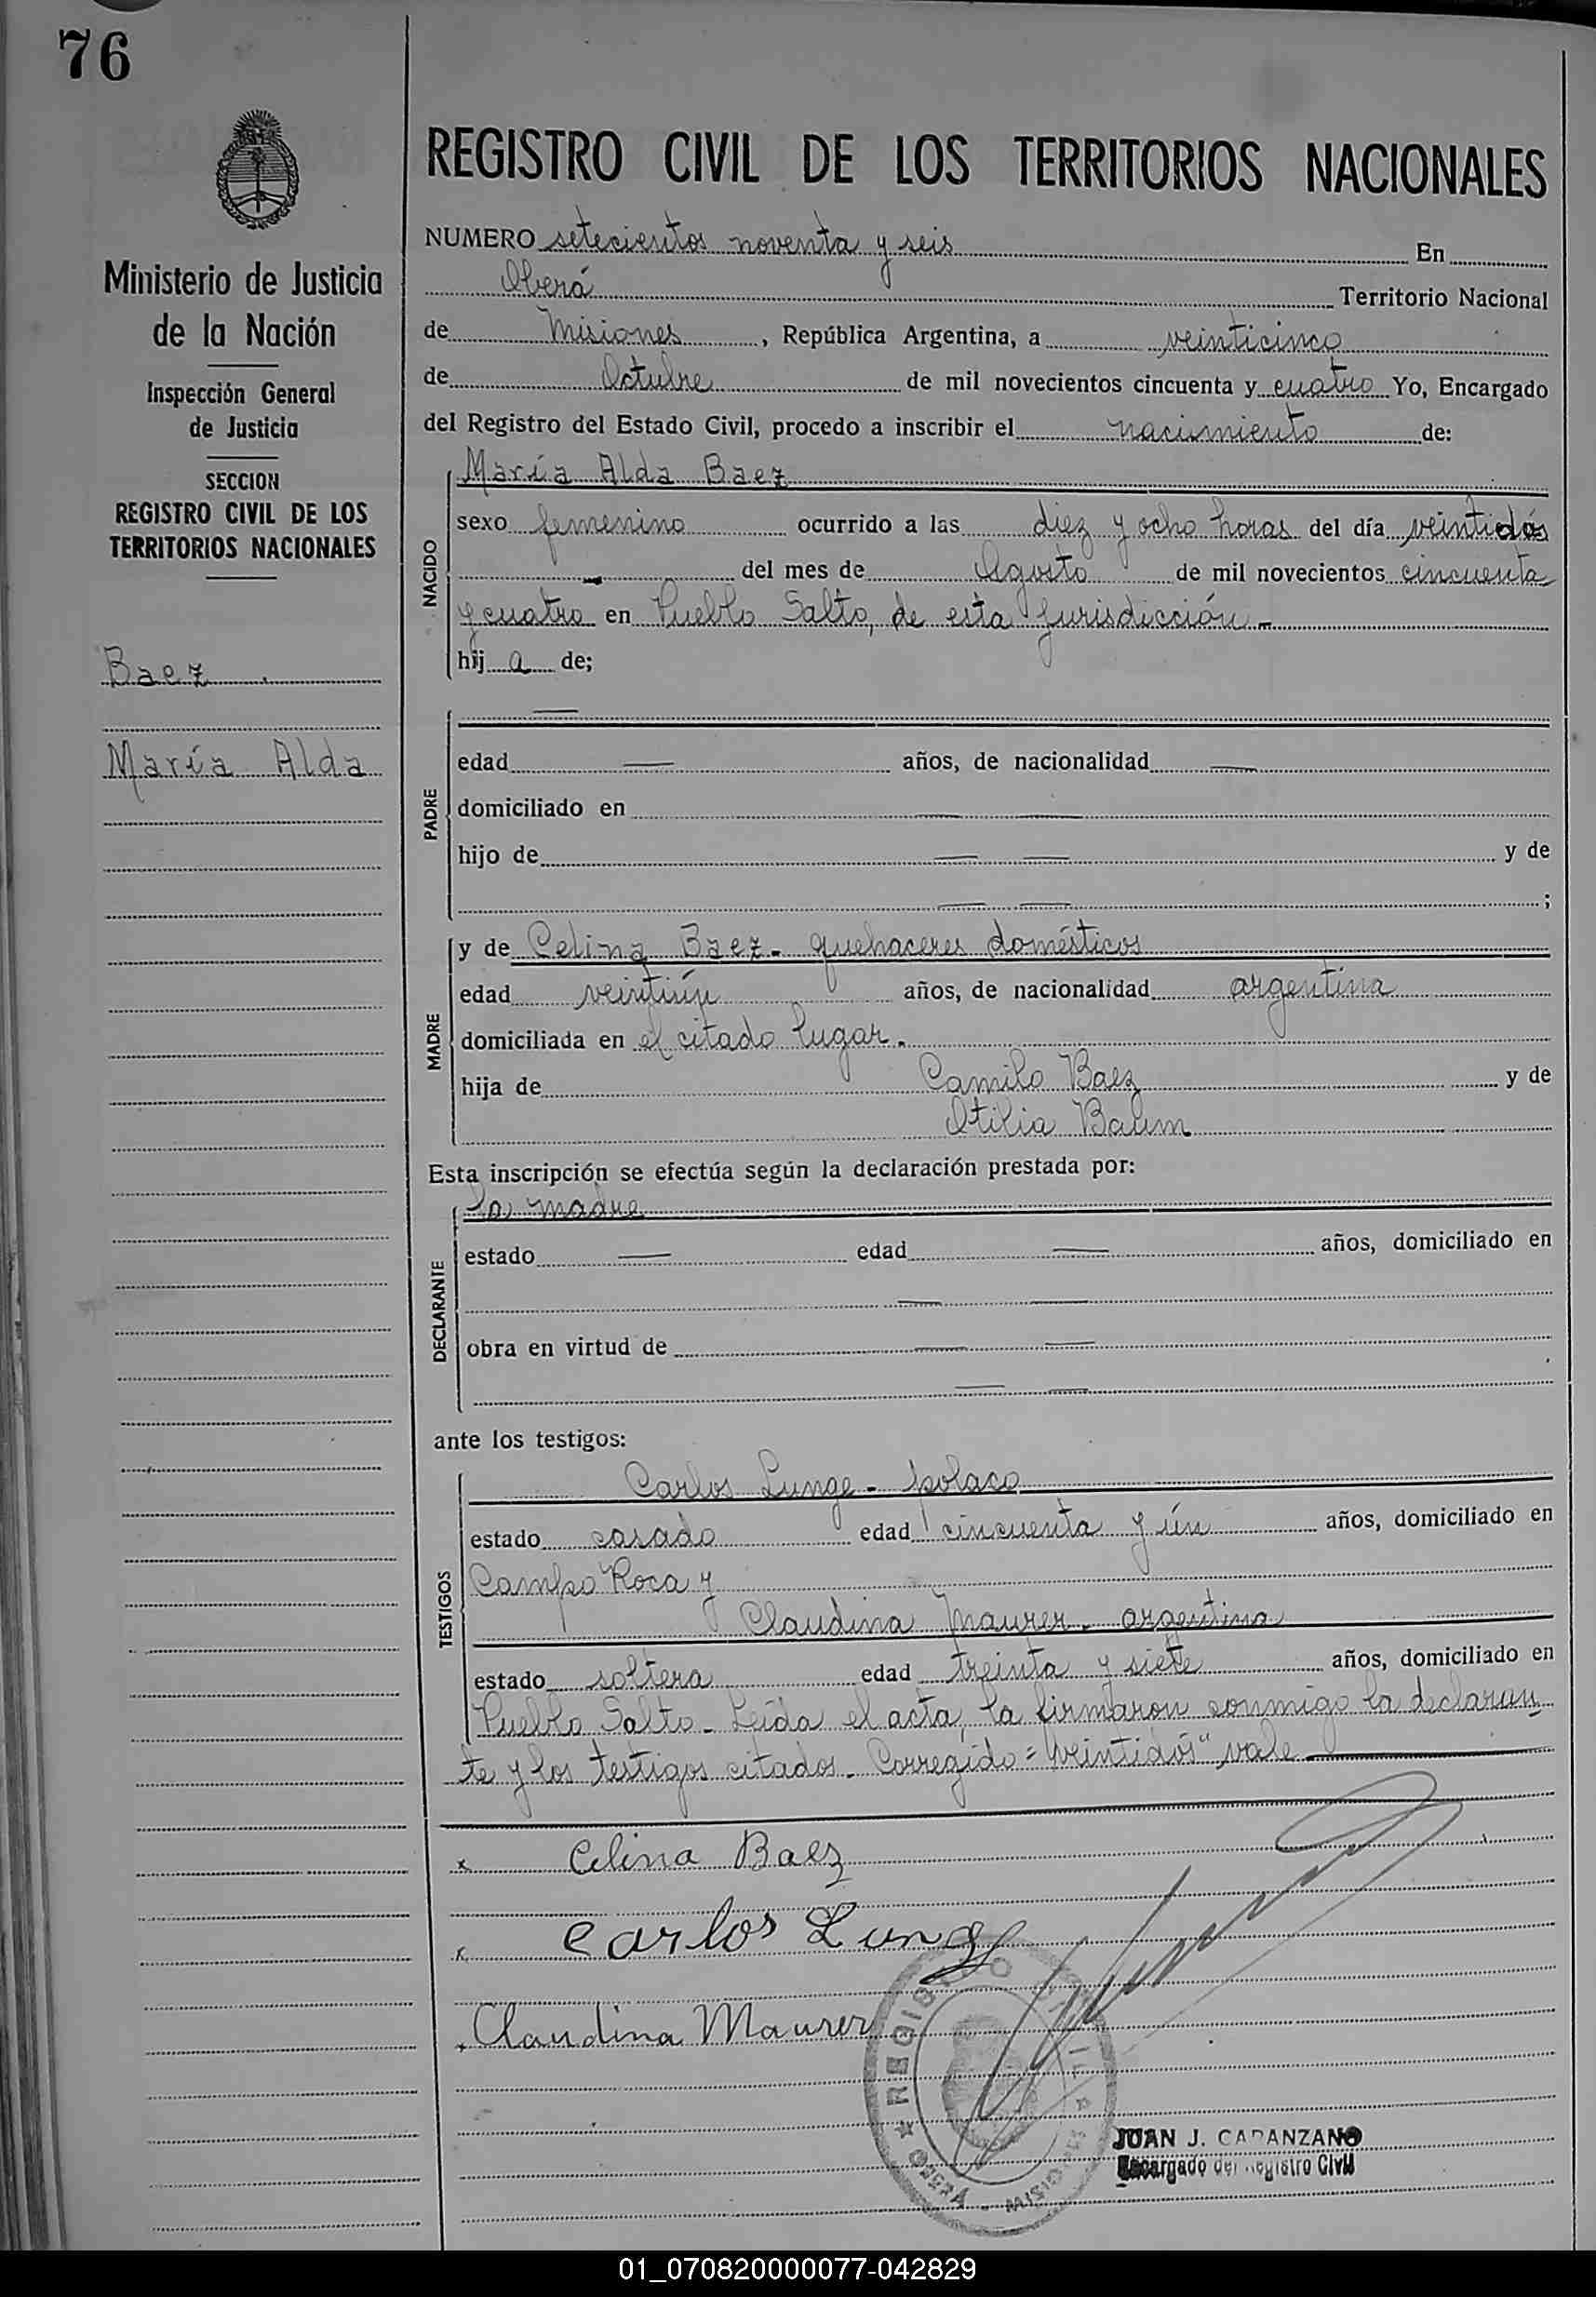 76
REGISTRO CIVIL DE LOS TERRITORIOS NACIONALES
Ministerio de Justicia
de la Nación
Inspección General
de Justicia
SECCION
REGISTRO CIVIL DE LOS
TERRITORIOS NACIONALES
Baez
María Alda
NUMERO setecientos noventa y seis En
Oberá Territorio Nacional
de Misiones, República Argentina, a veinticinco
de Octubre de mil novecientos cincuenta y cuatro Yo, Encargado
del Registro del Estado Civil, procedo a inscribir el nacimiento de:
NACIDO
María Alda Baez
sexo femenino ocurrido a las diez y ocho horas del día veintidós
del mes de Agosto de mil novecientos cincuenta
y cuatro en Pueblo Salto, de esta jurisdicción.-
hij a de;
PADRE
edad — años, de nacionalidad —
domiciliado en — —
hijo de — — y de
— — ;
MADRE
y de Celina Baez - quehaceres domésticos
edad veintiún años, de nacionalidad argentina
domiciliada en el citado lugar.
hija de Camilo Baez y de
Otilia Baum
Esta inscripción se efectúa según la declaración prestada por:
DECLARANTE
la madre
estado — edad — años, domiciliado en
— —
obra en virtud de — —
— —
ante los testigos:
TESTIGOS
Carlos Lunge - polaco
estado casado edad cincuenta y ún años, domiciliado en
Campo Roca y
Claudina Maurer - argentina
estado soltera edad treinta y siete años, domiciliado en
Pueblo Salto - Leída el acta, la firmaron conmigo la declaran
te y los testigos citados. Corregido = "veintidós", vale
x Celina Baez
x Carlos Lunge
x Claudina Maurer
REGISTRO CIVIL
OBERÁ - MISIONES
JUAN J. CAPANZANO
Encargado del Registro Civil
01_070820000077-042829